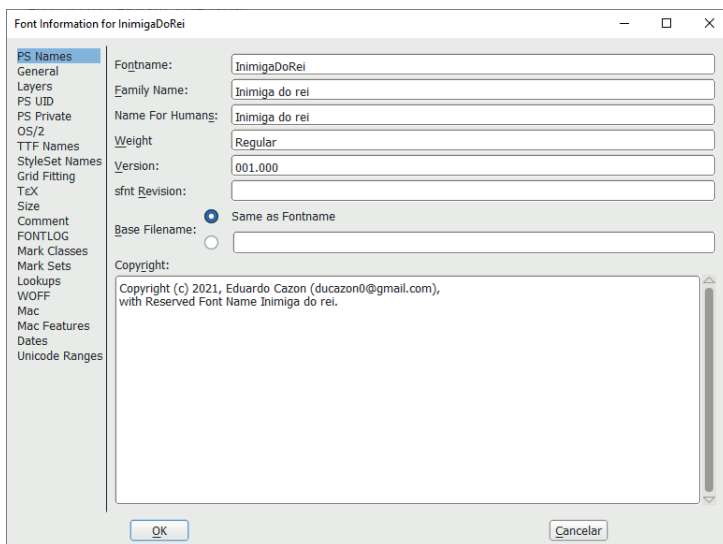 Font Information for InimigaDoRei
PS Names
General
Layers
PS UID
PS Private
OS/2
TTF Names
StyleSet Names
Grid Fitting
ΤεΧ
Size
Comment
FONTLOG
Mark Classes
Mark Sets
Lookups
WOFF
Mac
Mac Features
Dates
Unicode Ranges
Fontname: InimigaDoRei
Family Name: Inimiga do rei
Name For Humans: Inimiga do rei
Weight Regular
Version: 001.000
sfnt Revision:
Base Filename: Same as Fontname
Copyright:
Copyright (c) 2021, Eduardo Cazon (ducazon0@gmail.com),
with Reserved Font Name Inimiga do rei.
OK Cancelar